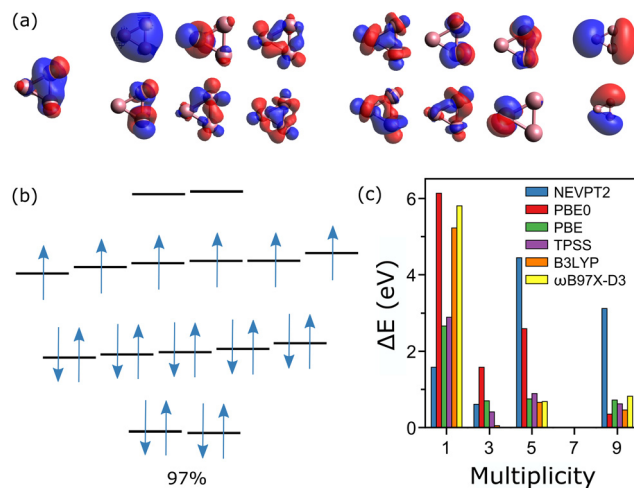 (a)
(b)
97%
(c)
NEVPT2
PBE0
PBE
TPSS
B3LYP
ωB97X-D3
ΔE (eV)
6
4
2
0
1 3 5 7 9
Multiplicity